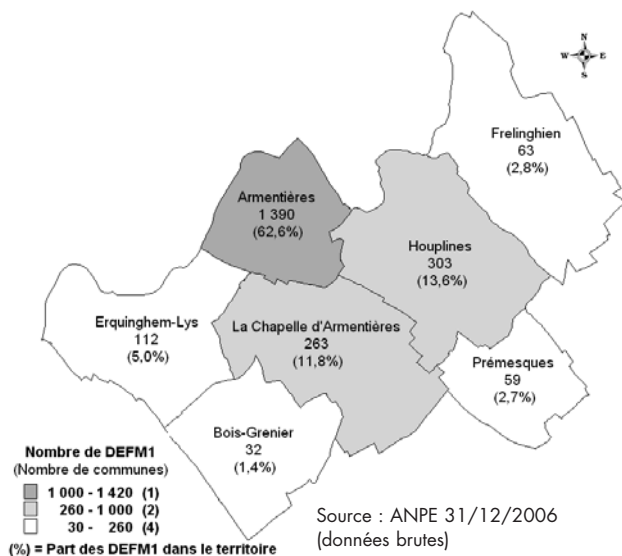 N
W E
S
Frelinghien
63
(2,8%)
Armentières
1 390
(62,6%)
Houplines
303
(13,6%)
Erquinghem-Lys
112
(5,0%)
La Chapelle d'Armentières
263
(11,8%)
Prémesques
59
(2,7%)
Bois-Grenier
32
(1,4%)
Nombre de DEFM1
(Nombre de communes)
1 000 - 1 420 (1)
260 - 1 000 (2)
30 - 260 (4)
(%) = Part des DEFM1 dans le territoire
Source : ANPE 31/12/2006
(données brutes)